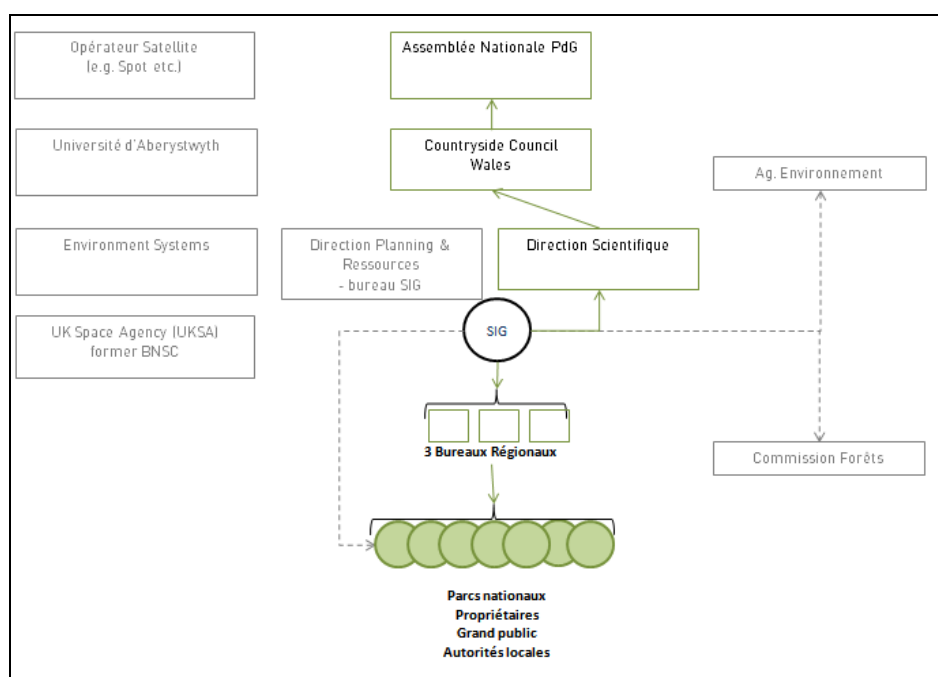 Opérateur Satellite
(e.g. Spot etc.)
Assemblée Nationale PdG
Université d'Aberystwyth
Countryside Council
Wales
Ag. Environnement
Environment Systems
Direction Planning &
Ressources
- bureau SIG
Direction Scientifique
UK Space Agency (UKSA)
former BNSC
SIG
3 Bureaux Régionaux
Commission Forêts
Parcs nationaux
Propriétaires
Grand public
Autorités locales